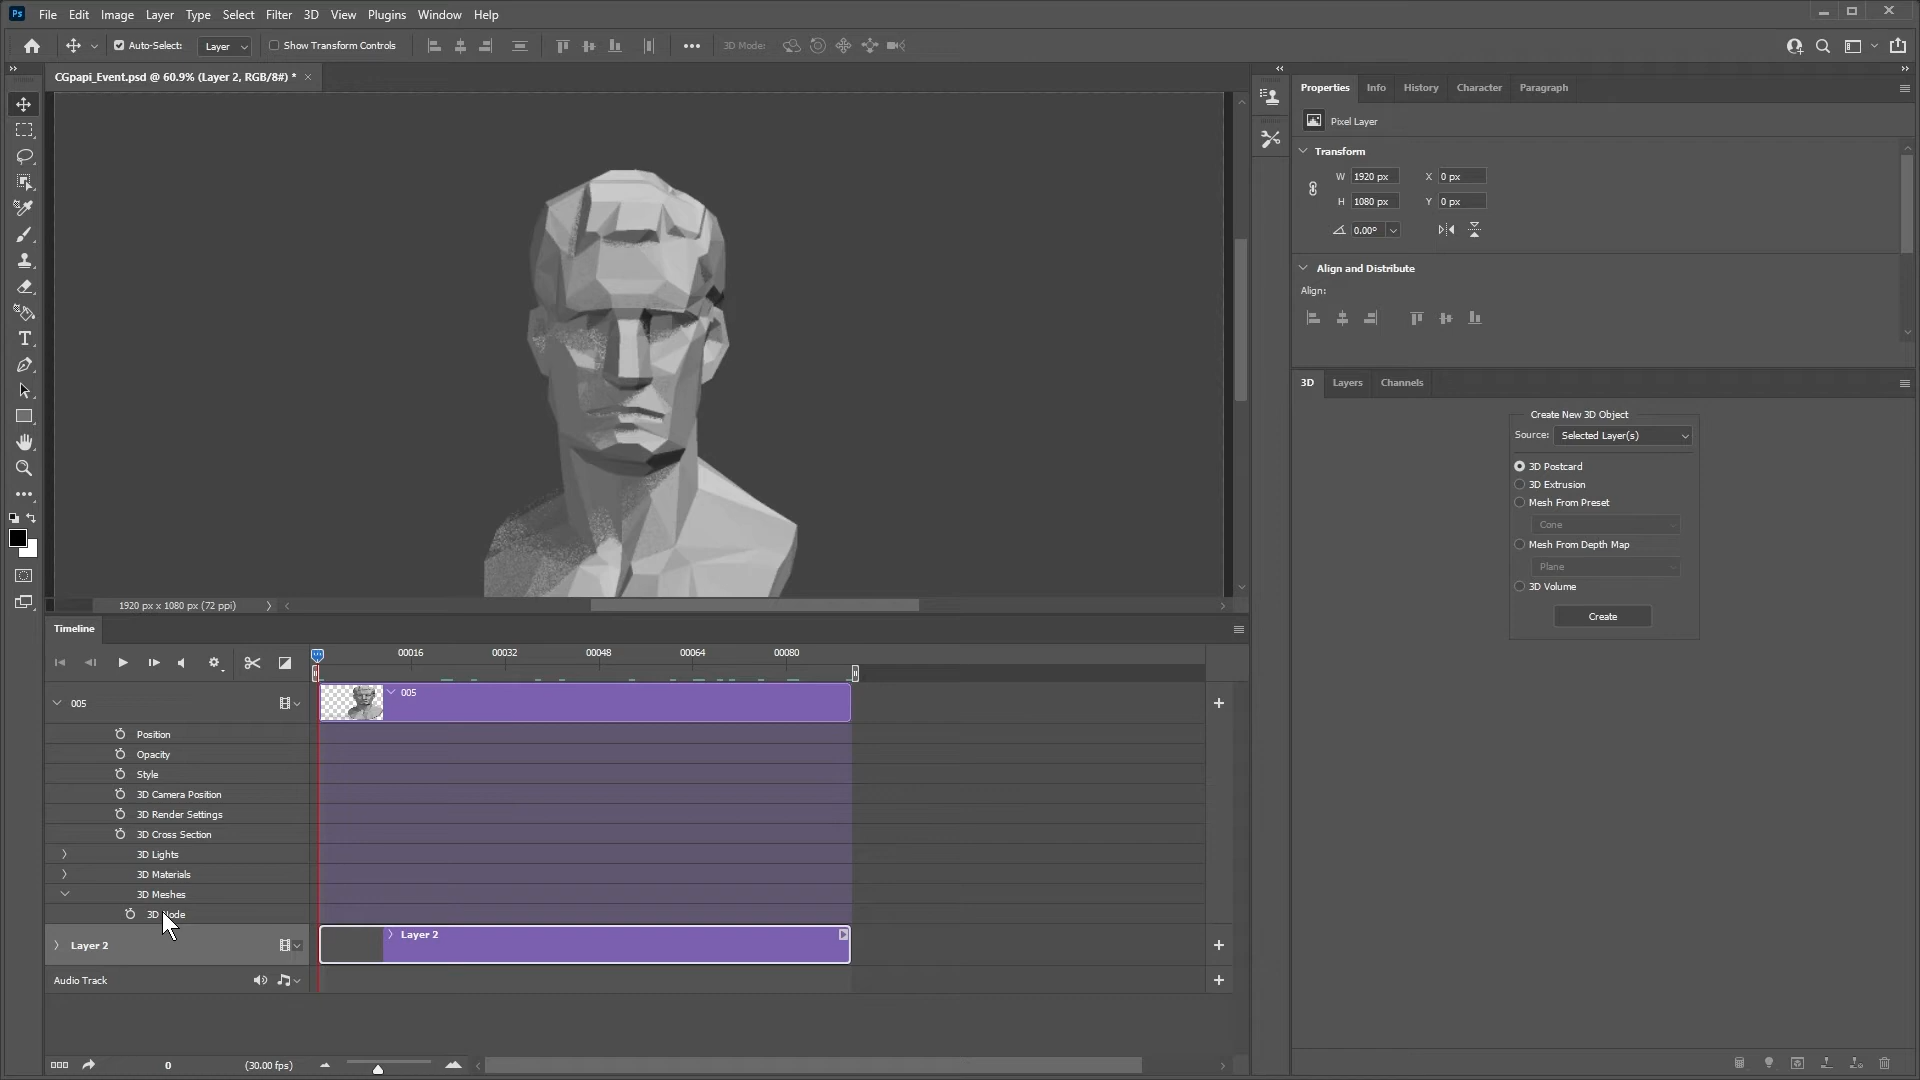 Ps File Edit Image Layer Type Select Filter 3D View Plugins Window Help
Auto-Select: Layer Show Transform Controls 3D Mode:
CGpapi_Event.psd @ 60.9% (Layer 2, RGB/8#) *
Properties Info History Character Paragraph
Pixel Layer
Transform
W 1920 px X 0 px
H 1080 px Y 0 px
0.00°
Align and Distribute
Align:
3D Layers Channels
Create New 3D Object
Source: Selected Layer(s)
3D Postcard
3D Extrusion
Mesh From Preset
Cone
Mesh From Depth Map
Plane
3D Volume
Create
1920 px x 1080 px (72 ppi)
Timeline
00016 00032 00048 00064 00080
005 005
Position
Opacity
Style
3D Camera Position
3D Render Settings
3D Cross Section
3D Lights
3D Materials
3D Meshes
3D Node
Layer 2 Layer 2
Audio Track
0 (30.00 fps)